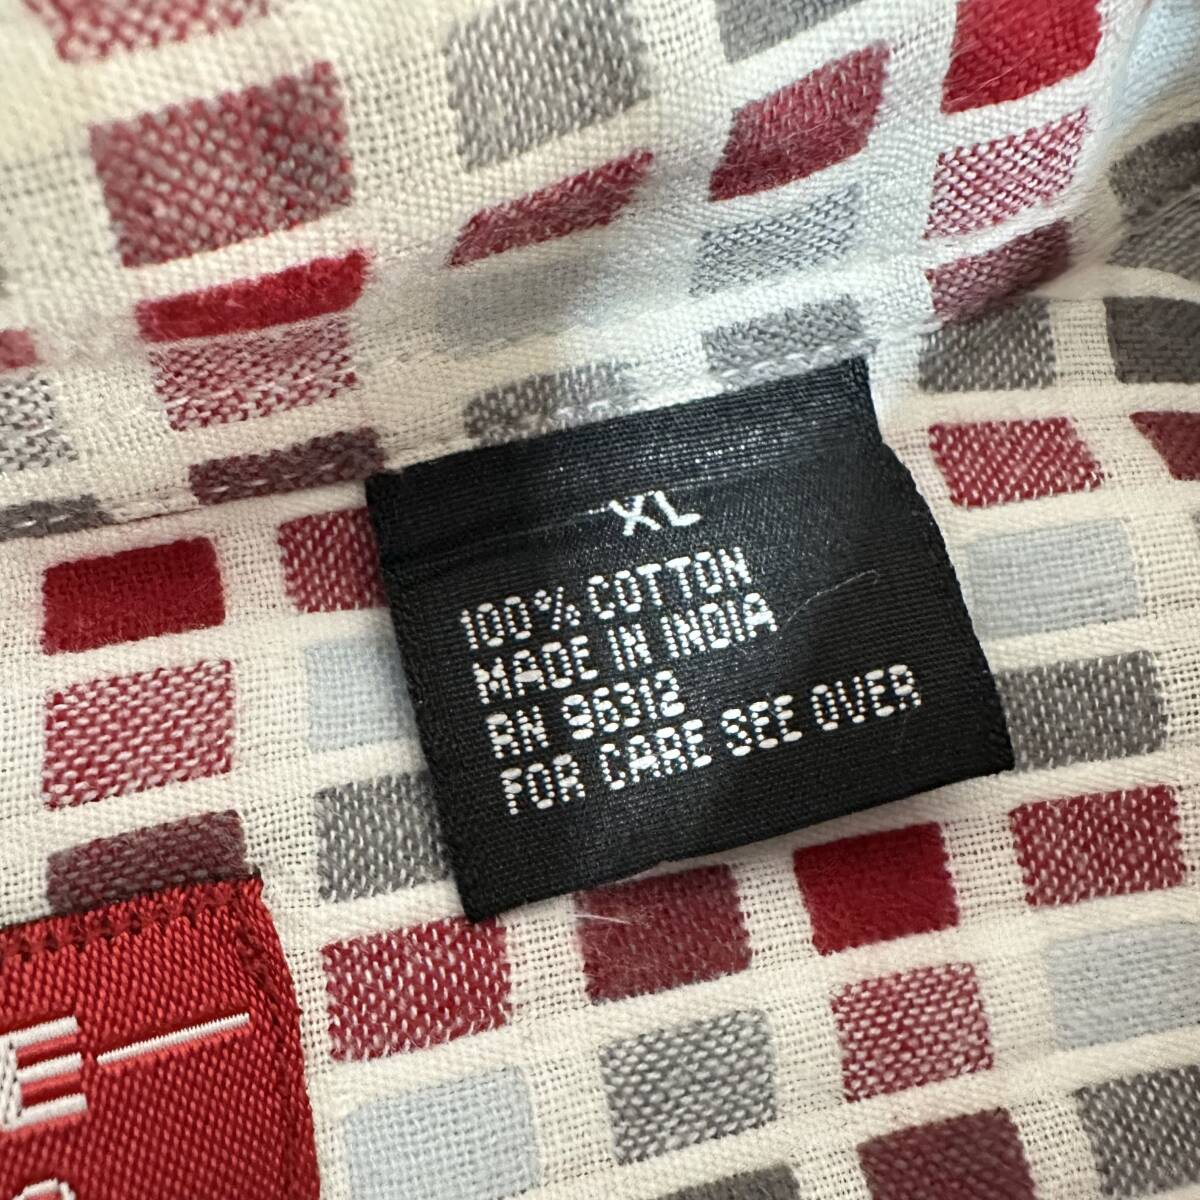 XL
100% COTTON
MADE IN INDIA
RN 96312
FOR CARE SEE OVER
E